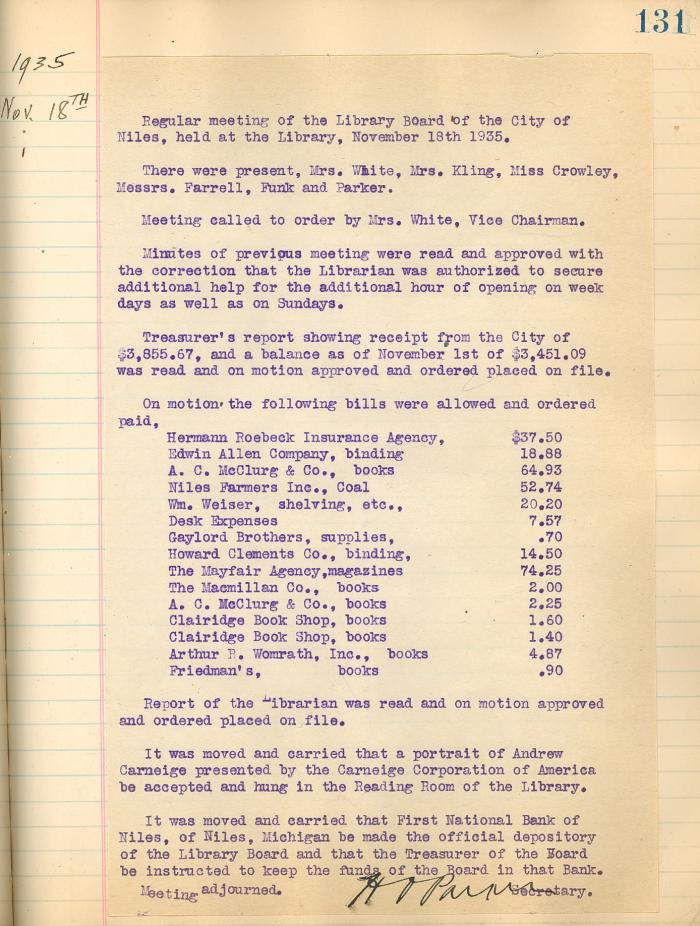 131
1935
Nov. 18TH
Regular meeting of the Library Board of the City of
Niles, held at the Library, November 18th 1935.
There were present, Mrs. White, Mrs. Kling, Miss Crowley,
Messrs. Farrell, Funk and Parker.
Meeting called to order by Mrs. White, Vice Chairman.
Minutes of previous meeting were read and approved with
the correction that the Librarian was authorized to secure
additional help for the additional hour of opening on week
days as well as on Sundays.
Treasurer's report showing receipt from the City of
$3,855.67, and a balance as of November 1st of $3,451.09
was read and on motion approved and ordered placed on file.
On motion the following bills were allowed and ordered
paid,
Hermann Roebeck Insurance Agency, $37.50
Edwin Allen Company, binding 18.88
A. C. McClurg & Co., books 64.93
Niles Farmers Inc., Coal 52.74
Wm. Weiser, shelving, etc., 20.20
Desk Expenses 7.57
Gaylord Brothers, supplies, .70
Howard Clements Co., binding, 14.50
The Mayfair Agency,magazines 74.25
The Macmillan Co., books 2.00
A. C. McClurg & Co., books 2.25
Clairidge Book Shop, books 1.60
Clairidge Book Shop, books 1.40
Arthur R. Womrath, Inc., books 4.87
Friedman's, books .90
Report of the Librarian was read and on motion approved
and ordered placed on file.
It was moved and carried that a portrait of Andrew
Carneige presented by the Carneige Corporation of America
be accepted and hung in the Reading Room of the Library.
It was moved and carried that First National Bank of
Niles, of Niles, Michigan be made the official depository
of the Library Board and that the Treasurer of the Board
be instructed to keep the funds of the Board in that Bank.
Meeting adjourned. H O Parker Secretary.